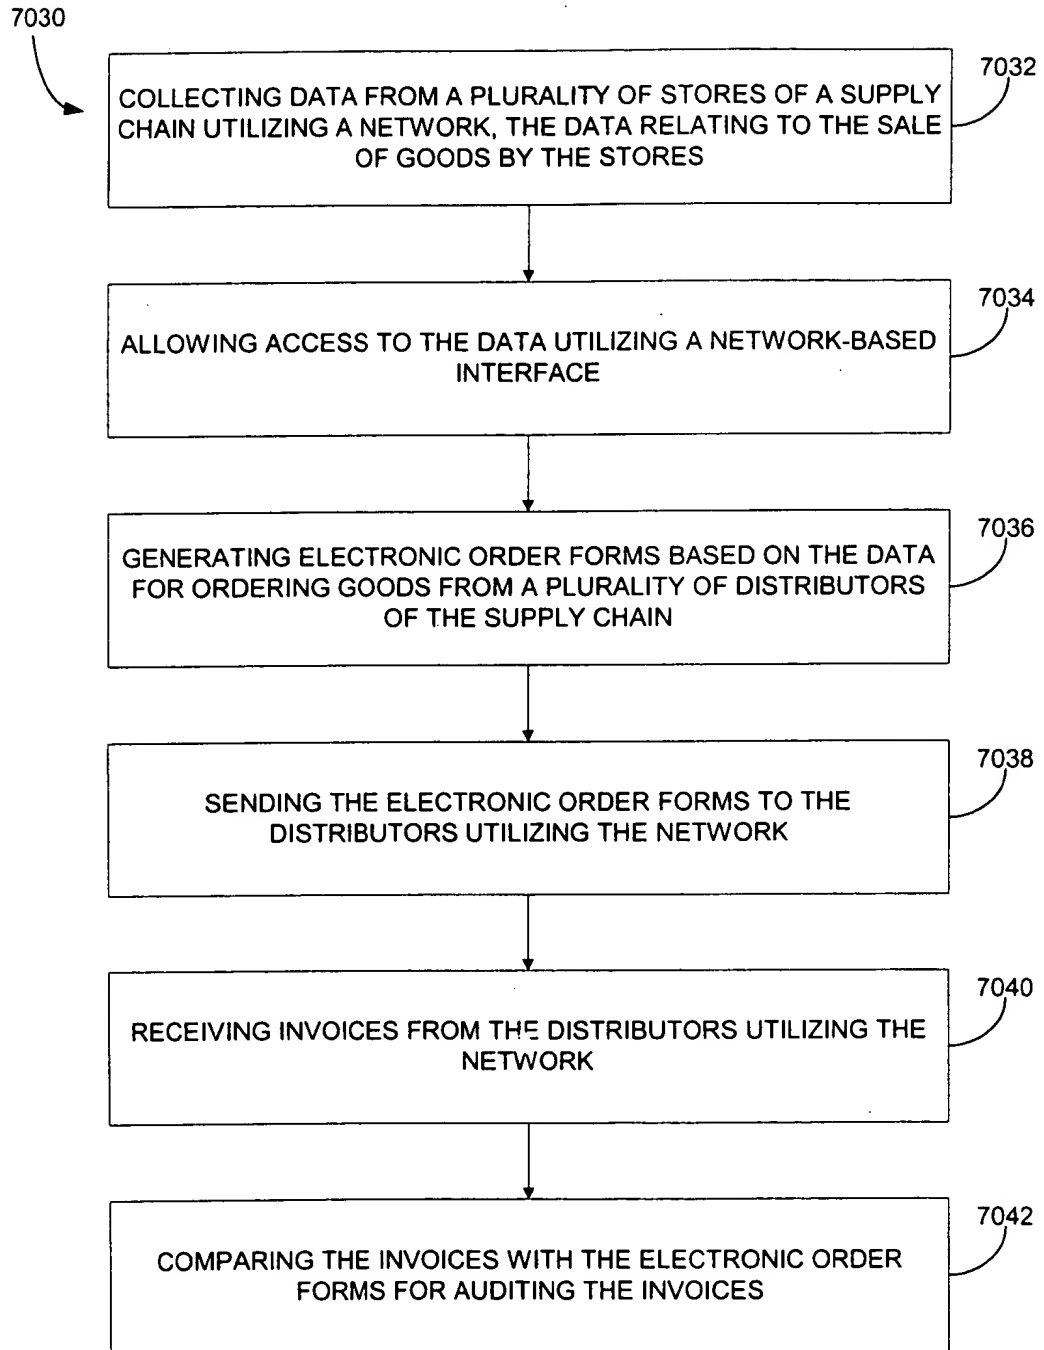 7030
7032
COLLECTING DATA FROM A PLURALITY OF STORES OF A SUPPLY
CHAIN UTILIZING A NETWORK, THE DATA RELATING TO THE SALE
OF GOODS BY THE STORES
7034
ALLOWING ACCESS TO THE DATA UTILIZING A NETWORK-BASED
INTERFACE
7036
GENERATING ELECTRONIC ORDER FORMS BASED ON THE DATA
FOR ORDERING GOODS FROM A PLURALITY OF DISTRIBUTORS
OF THE SUPPLY CHAIN
7038
SENDING THE ELECTRONIC ORDER FORMS TO THE
DISTRIBUTORS UTILIZING THE NETWORK
7040
RECEIVING INVOICES FROM THE DISTRIBUTORS UTILIZING THE
NETWORK
7042
COMPARING THE INVOICES WITH THE ELECTRONIC ORDER
FORMS FOR AUDITING THE INVOICES